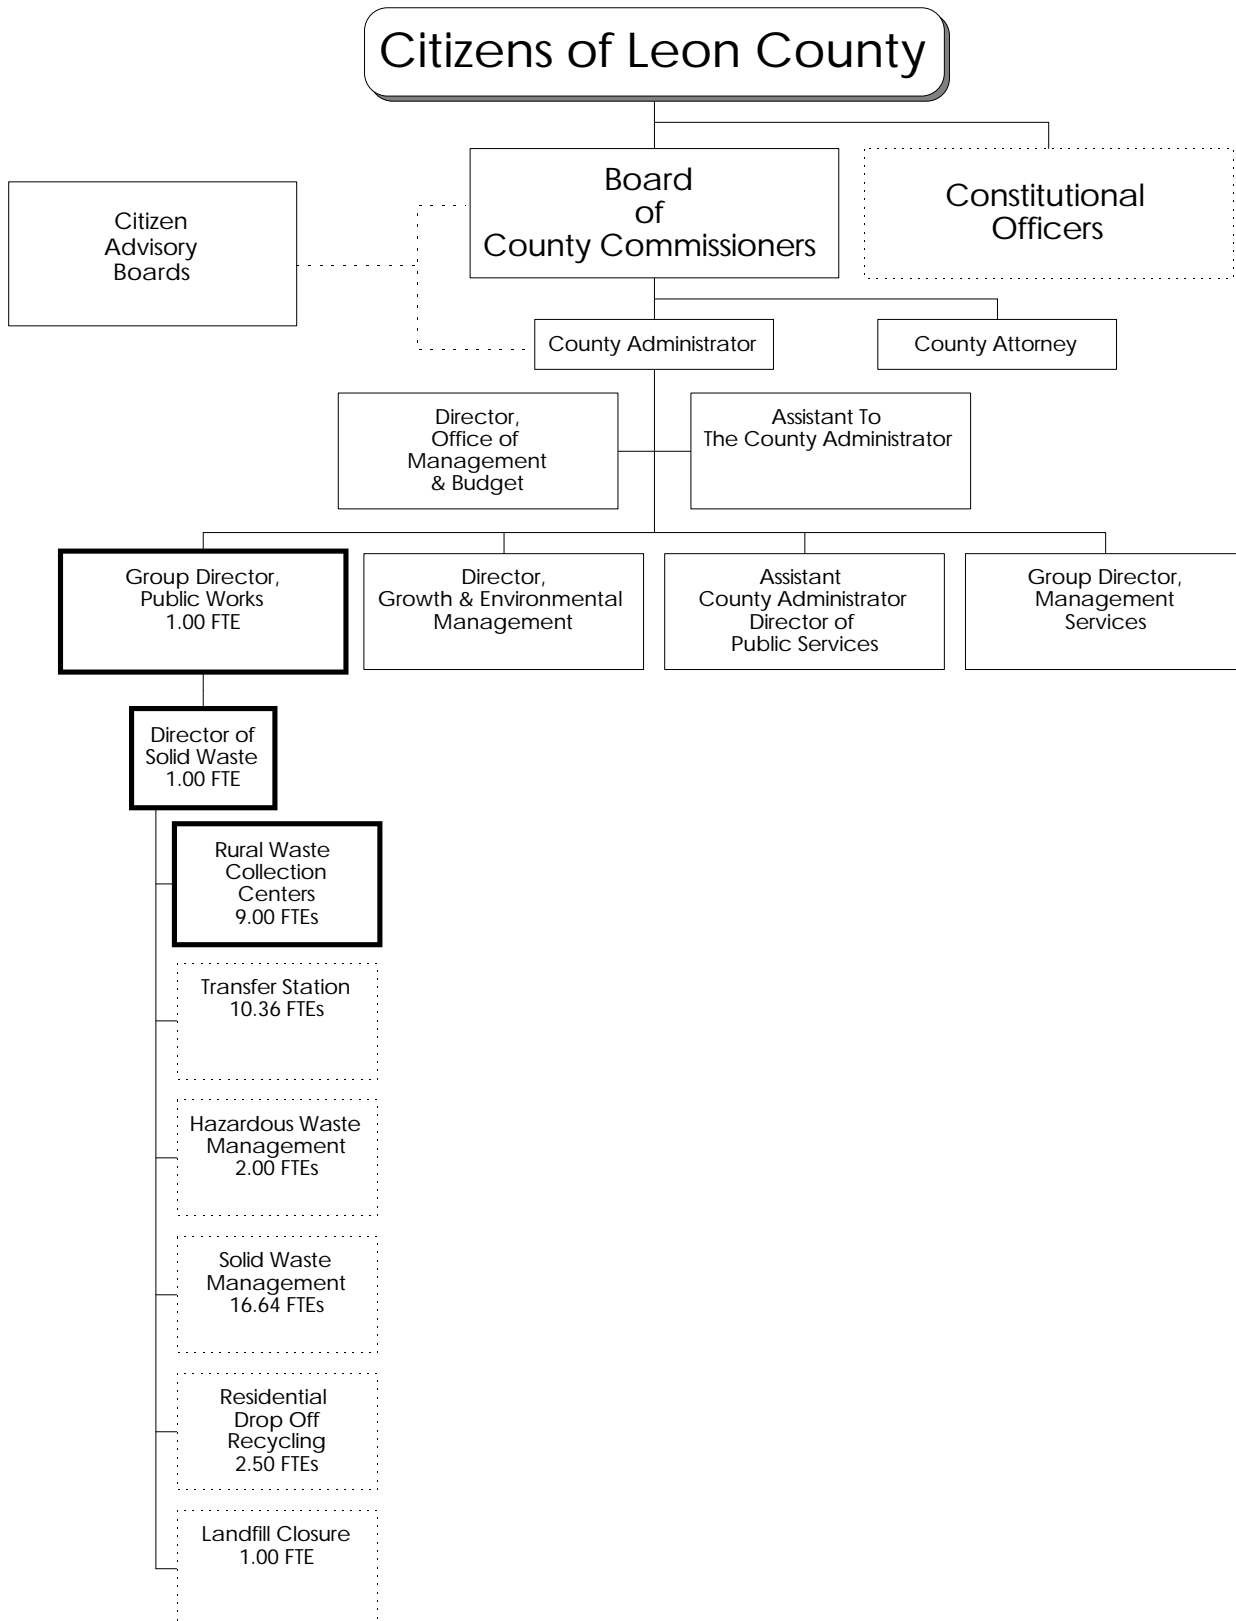 Citizens of Leon County
Board
of
County Commissioners
Constitutional
Officers
Citizen
Advisory
Boards
County Administrator
County Attorney
Director,
Office of
Management
& Budget
Assistant To
The County Administrator
Group Director,
Public Works
1.00 FTE
Director,
Growth & Environmental
Management
Assistant
County Administrator
Director of
Public Services
Group Director,
Management
Services
Director of
Solid Waste
1.00 FTE
Rural Waste
Collection
Centers
9.00 FTEs
Transfer Station
10.36 FTEs
Hazardous Waste
Management
2.00 FTEs
Solid Waste
Management
16.64 FTEs
Residential
Drop Off
Recycling
2.50 FTEs
Landfill Closure
1.00 FTE